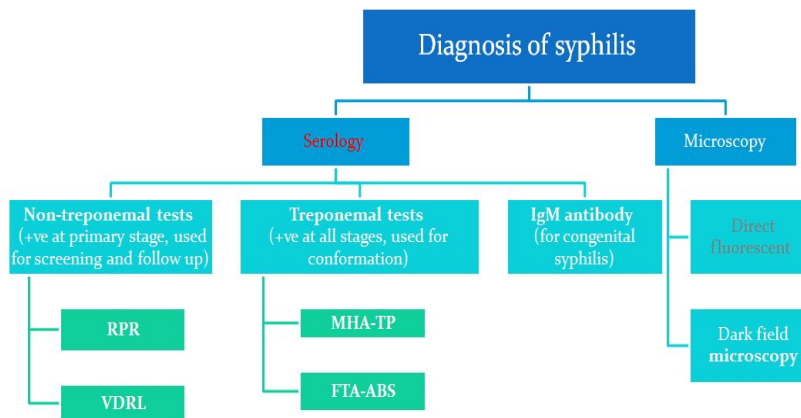 Diagnosis of syphilis
Serology
Microscopy
Non-treponemal tests
(+ve at primary stage, used
for screening and follow up)
Treponemal tests
(+ve at all stages, used for
conformation)
IgM antibody
(for congenital
syphilis)
Direct
fluorescent
RPR
MHA-TP
Dark field
microscopy
VDRL
FTA-ABS